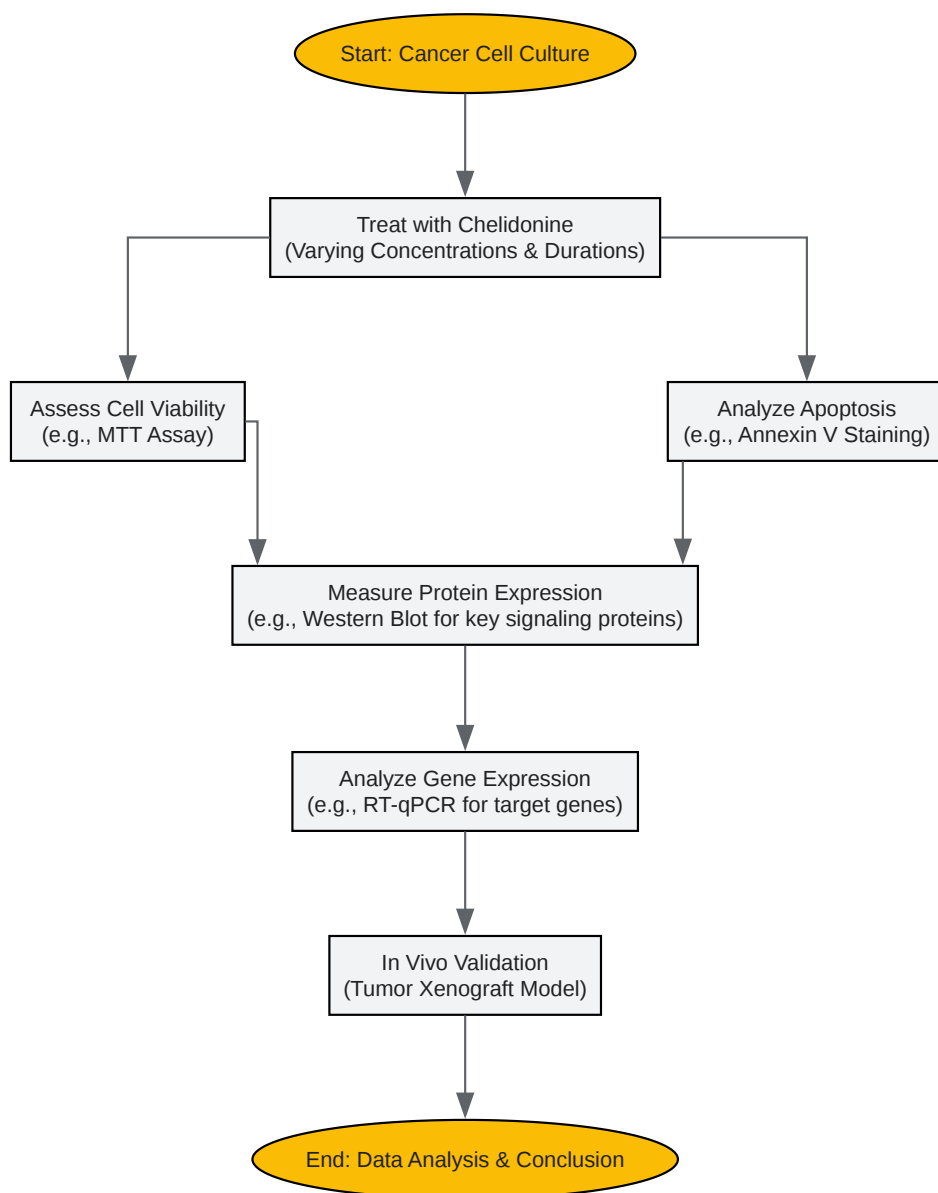 Start: Cancer Cell Culture
Treat with Chelidonine
(Varying Concentrations & Durations)
Assess Cell Viability
(e.g., MTT Assay)
Analyze Apoptosis
(e.g., Annexin V Staining)
Measure Protein Expression
(e.g., Western Blot for key signaling proteins)
Analyze Gene Expression
(e.g., RT-qPCR for target genes)
In Vivo Validation
(Tumor Xenograft Model)
End: Data Analysis & Conclusion